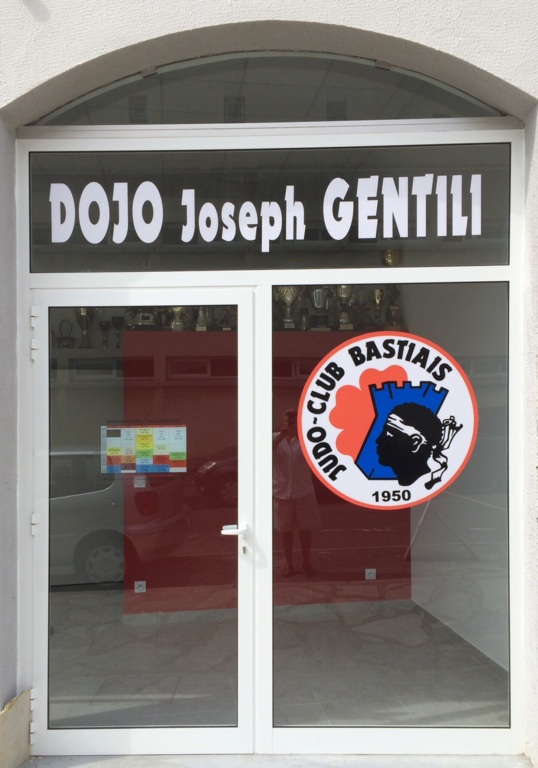 DOJO Joseph GENTILI
JUDO-CLUB BASTIAIS
1950